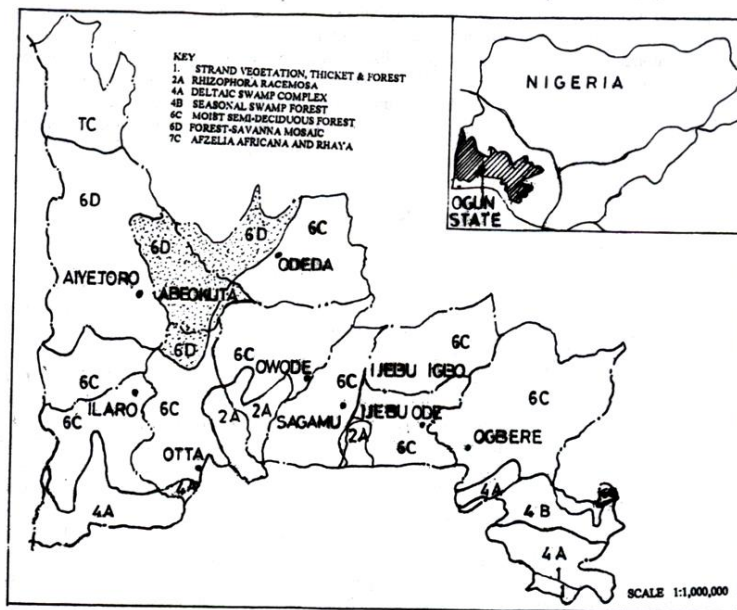 KEY
1. STRAND VEGETATION, THICKET & FOREST
2A RHIZOPHORA RACEMOSA
4A DELTAIC SWAMP COMPLEX
4B SEASONAL SWAMP FOREST
6C MOIST SEMI-DECIDUOUS FOREST
6D FOREST-SAVANNA MOSAIC
7C AFZELIA AFRICANA AND RHAYA
NIGERIA
OGUN
STATE
TC
6D
6D
6D
6C
ODEDA
AIYETORO
ABEOKUTA
6D
6C
6C
OWODE
6C
IJEBU IGBO
6C
6C
ILARO
6C
6C
2A
2A
SAGAMU
IJEBU ODE
2A
6C
6C
OGBERE
OTTA
4A
4A
4A
4B
4A
1
SCALE 1:1,000,000